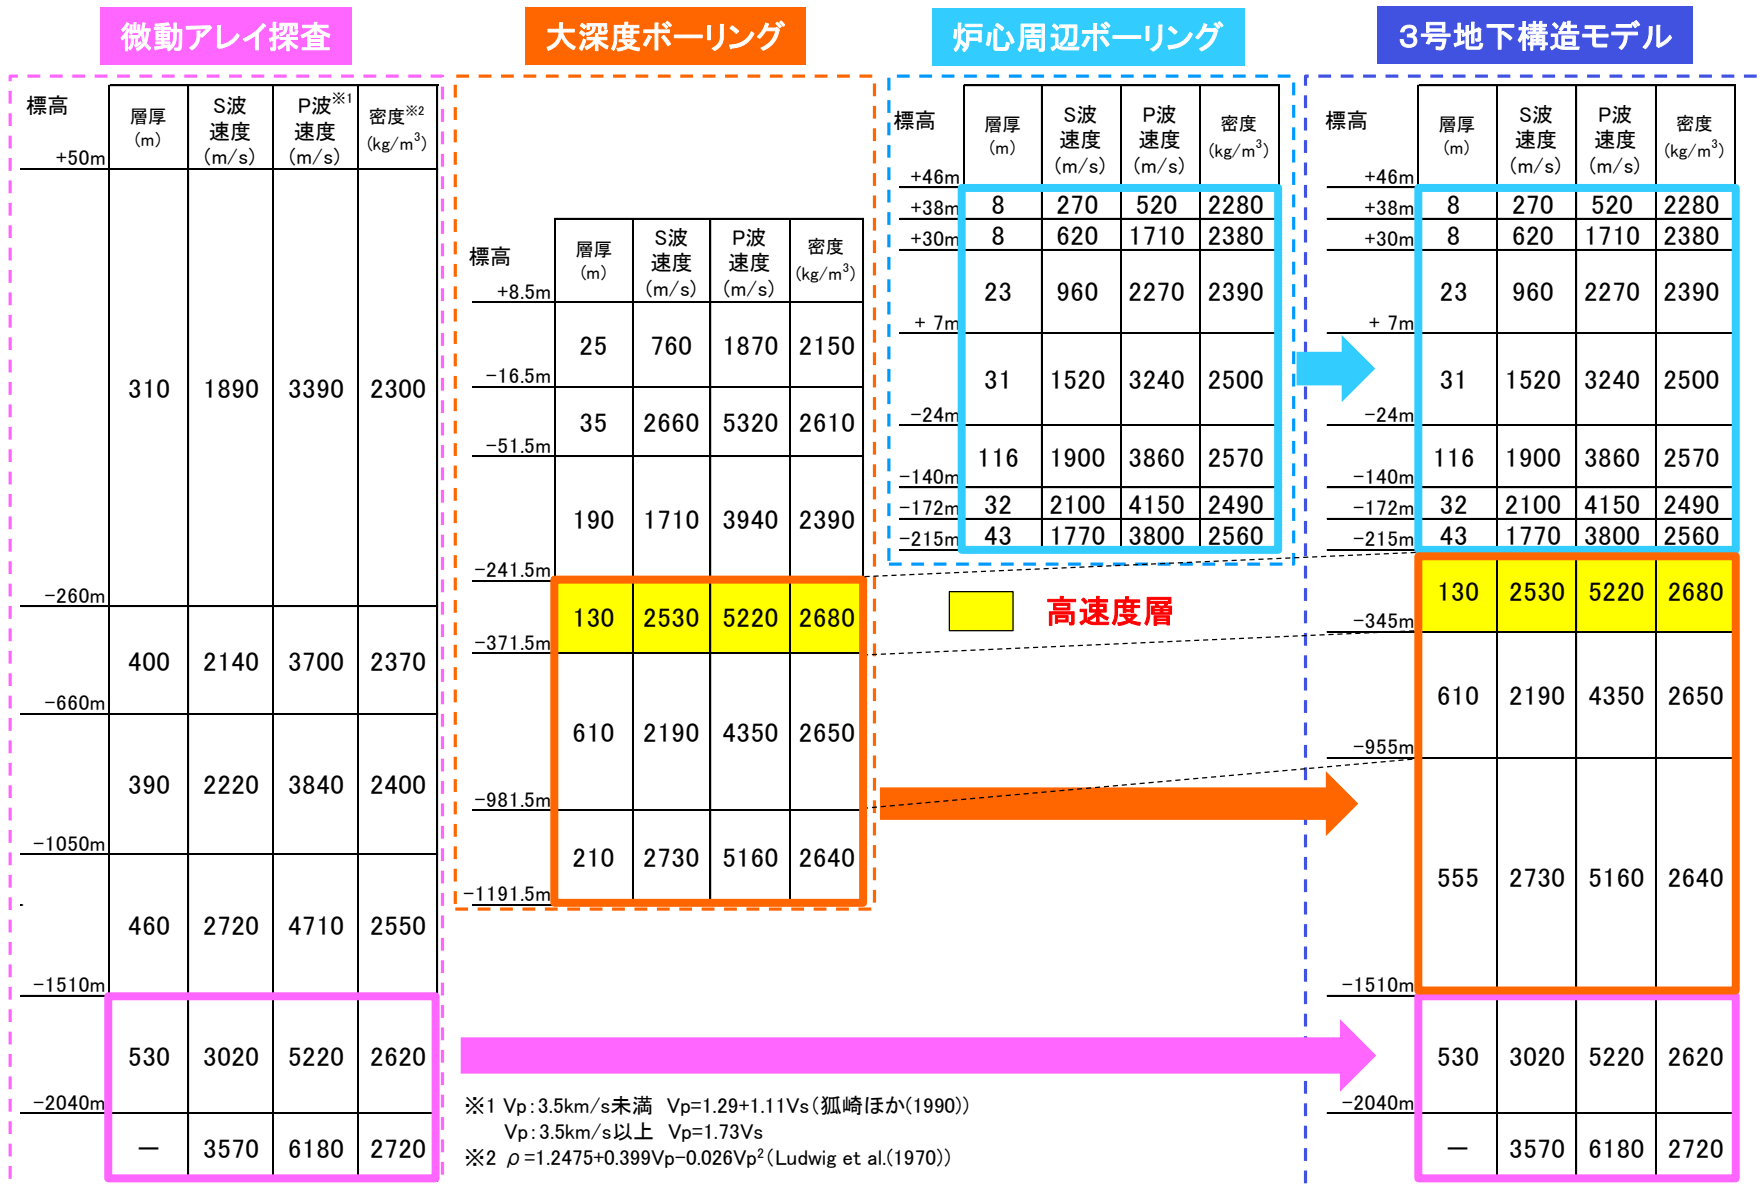 微動アレイ探査
標高
層厚
(m)
S波
速度
(m/s)
P波※1
速度
(m/s)
密度※2
(kg/m3)
+50m
310 1890 3390 2300
-260m
400 2140 3700 2370
-660m
390 2220 3840 2400
-1050m
460 2720 4710 2550
-1510m
530 3020 5220 2620
-2040m
― 3570 6180 2720
大深度ボーリング
標高
層厚
(m)
S波
速度
(m/s)
P波
速度
(m/s)
密度
(kg/m3)
+8.5m
25 760 1870 2150
-16.5m
35 2660 5320 2610
-51.5m
190 1710 3940 2390
-241.5m
130 2530 5220 2680
-371.5m
610 2190 4350 2650
-981.5m
210 2730 5160 2640
-1191.5m
炉心周辺ボーリング
標高
層厚
(m)
S波
速度
(m/s)
P波
速度
(m/s)
密度
(kg/m3)
+46m
8 270 520 2280
+38m
8 620 1710 2380
+30m
23 960 2270 2390
+ 7m
31 1520 3240 2500
-24m
116 1900 3860 2570
-140m
32 2100 4150 2490
-172m
43 1770 3800 2560
-215m
高速度層
3号地下構造モデル
標高
層厚
(m)
S波
速度
(m/s)
P波
速度
(m/s)
密度
(kg/m3)
+46m
8 270 520 2280
+38m
8 620 1710 2380
+30m
23 960 2270 2390
+ 7m
31 1520 3240 2500
-24m
116 1900 3860 2570
-140m
32 2100 4150 2490
-172m
43 1770 3800 2560
-215m
130 2530 5220 2680
-345m
610 2190 4350 2650
-955m
555 2730 5160 2640
-1510m
530 3020 5220 2620
-2040m
― 3570 6180 2720
※1 Vp:3.5km/s未満 Vp=1.29+1.11Vs(狐崎ほか(1990))
Vp:3.5km/s以上 Vp=1.73Vs
※2 ρ=1.2475+0.399Vp-0.026Vp2(Ludwig et al.(1970))